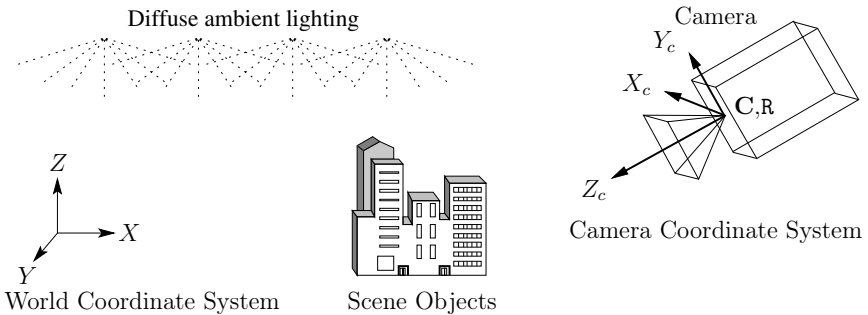 Diffuse ambient lighting
Camera
Y_c
X_c
C,R
Z_c
Camera Coordinate System
Z
X
Y
World Coordinate System
Scene Objects